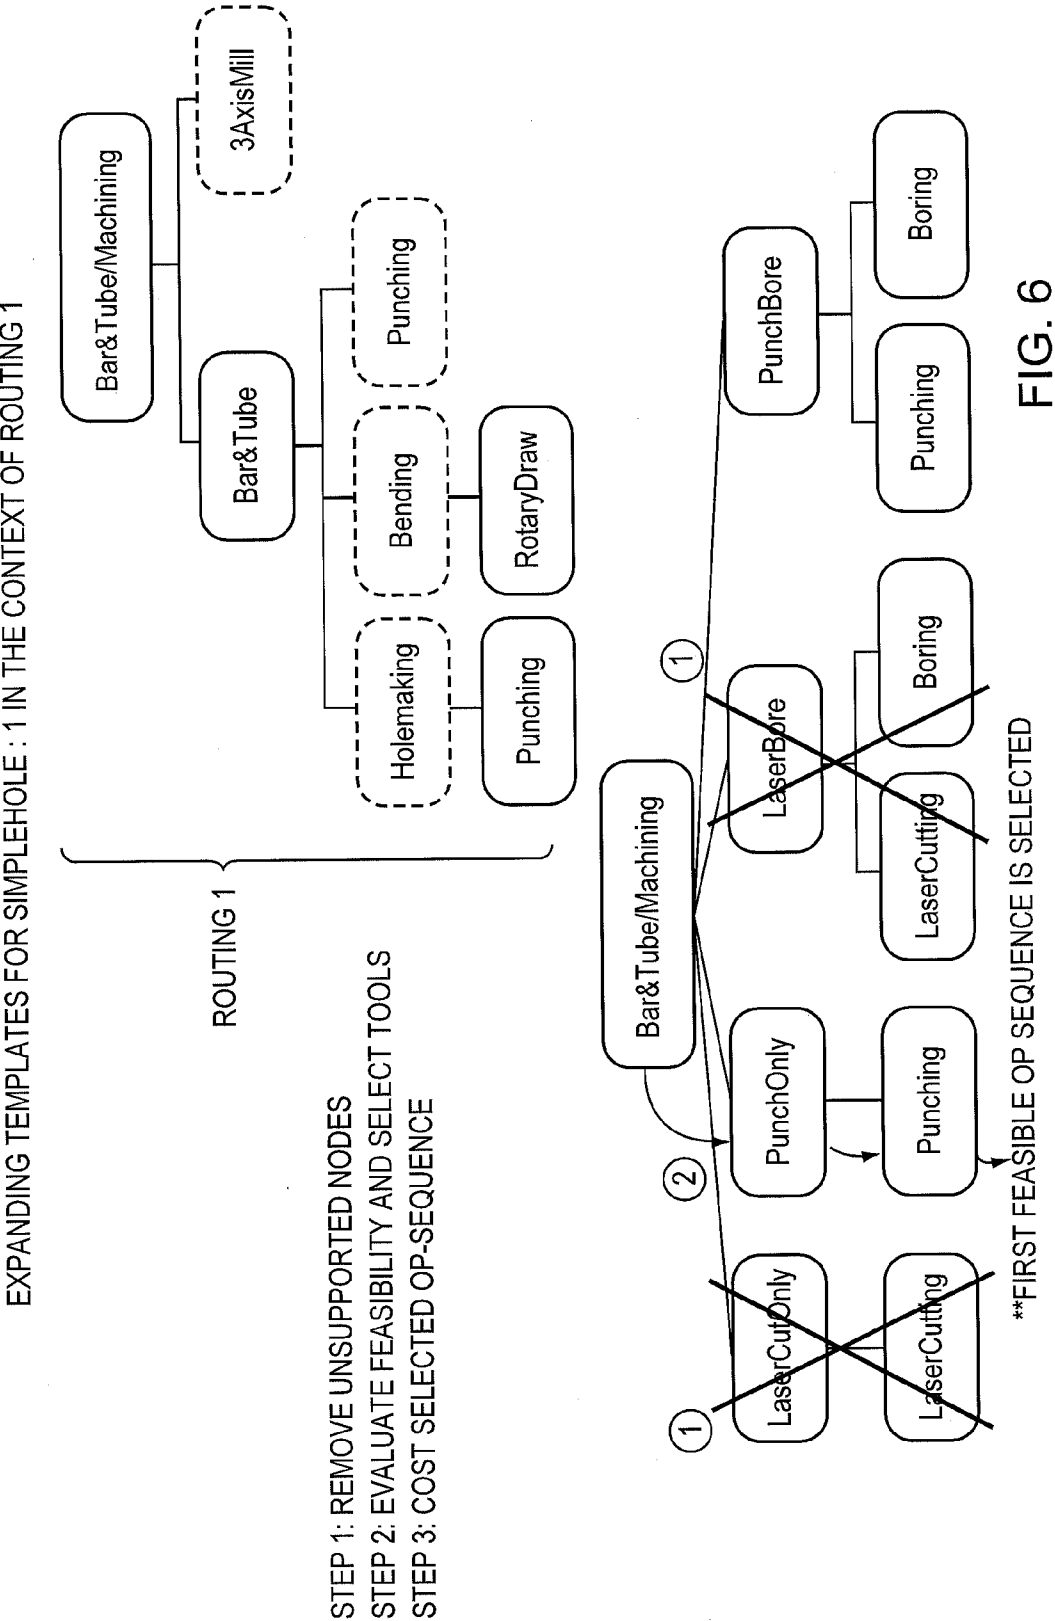 EXPANDING TEMPLATES FOR SIMPLEHOLE : 1 IN THE CONTEXT OF ROUTING 1
Bar&Tube/Machining
Bar&Tube
3AxisMill
Holemaking
Bending
Punching
Punching
RotaryDraw
ROUTING 1
STEP 1: REMOVE UNSUPPORTED NODES
STEP 2: EVALUATE FEASIBILITY AND SELECT TOOLS
STEP 3: COST SELECTED OP-SEQUENCE
Bar&Tube/Machining
1
2
1
LaserCutOnly
PunchOnly
LaserBore
PunchBore
LaserCutting
Punching
LaserCutting
Boring
Punching
Boring
**FIRST FEASIBLE OP SEQUENCE IS SELECTED
FIG. 6